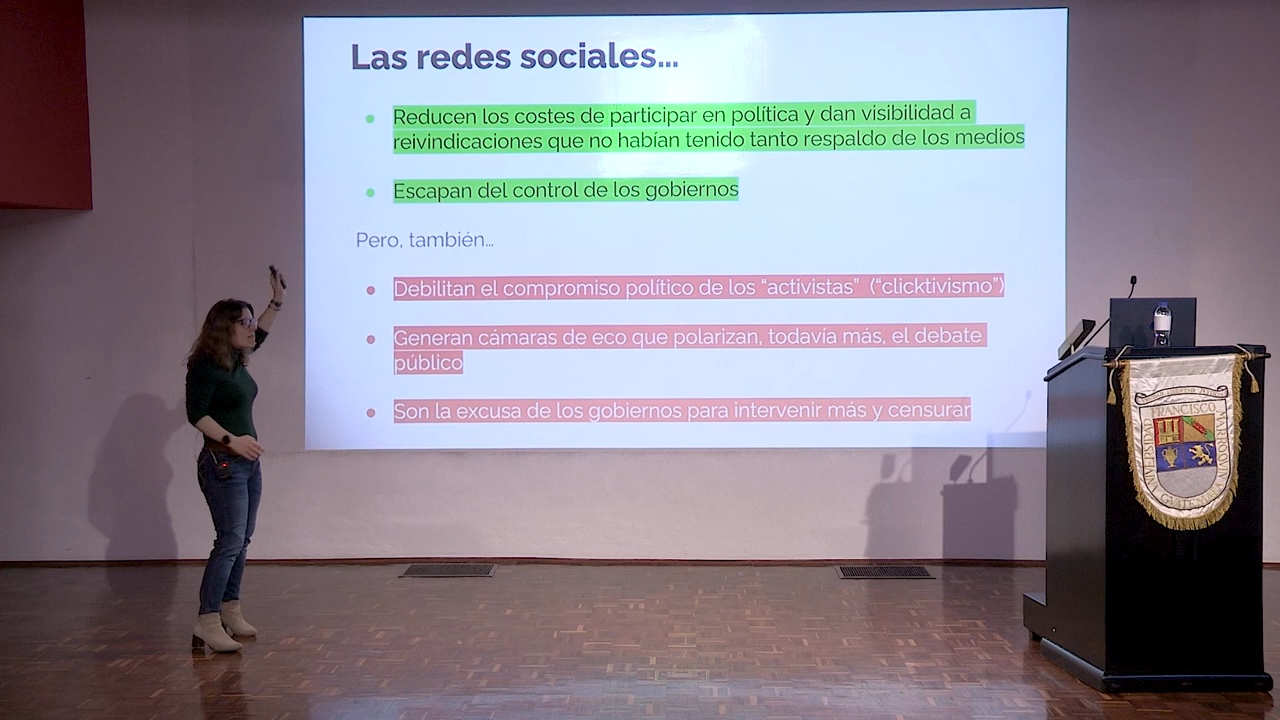 Las redes sociales...
Reducen los costes de participar en política y dan visibilidad a
reivindicaciones que no habían tenido tanto respaldo de los medios
Escapan del control de los gobiernos
Pero, también...
Debilitan el compromiso político de los “activistas” (“clicktivismo”)
Generan cámaras de eco que polarizan, todavía más, el debate
público
Son la excusa de los gobiernos para intervenir más y censurar
UNIVERSIDAD FRANCISCO MARROQUIN
GUATEMALA